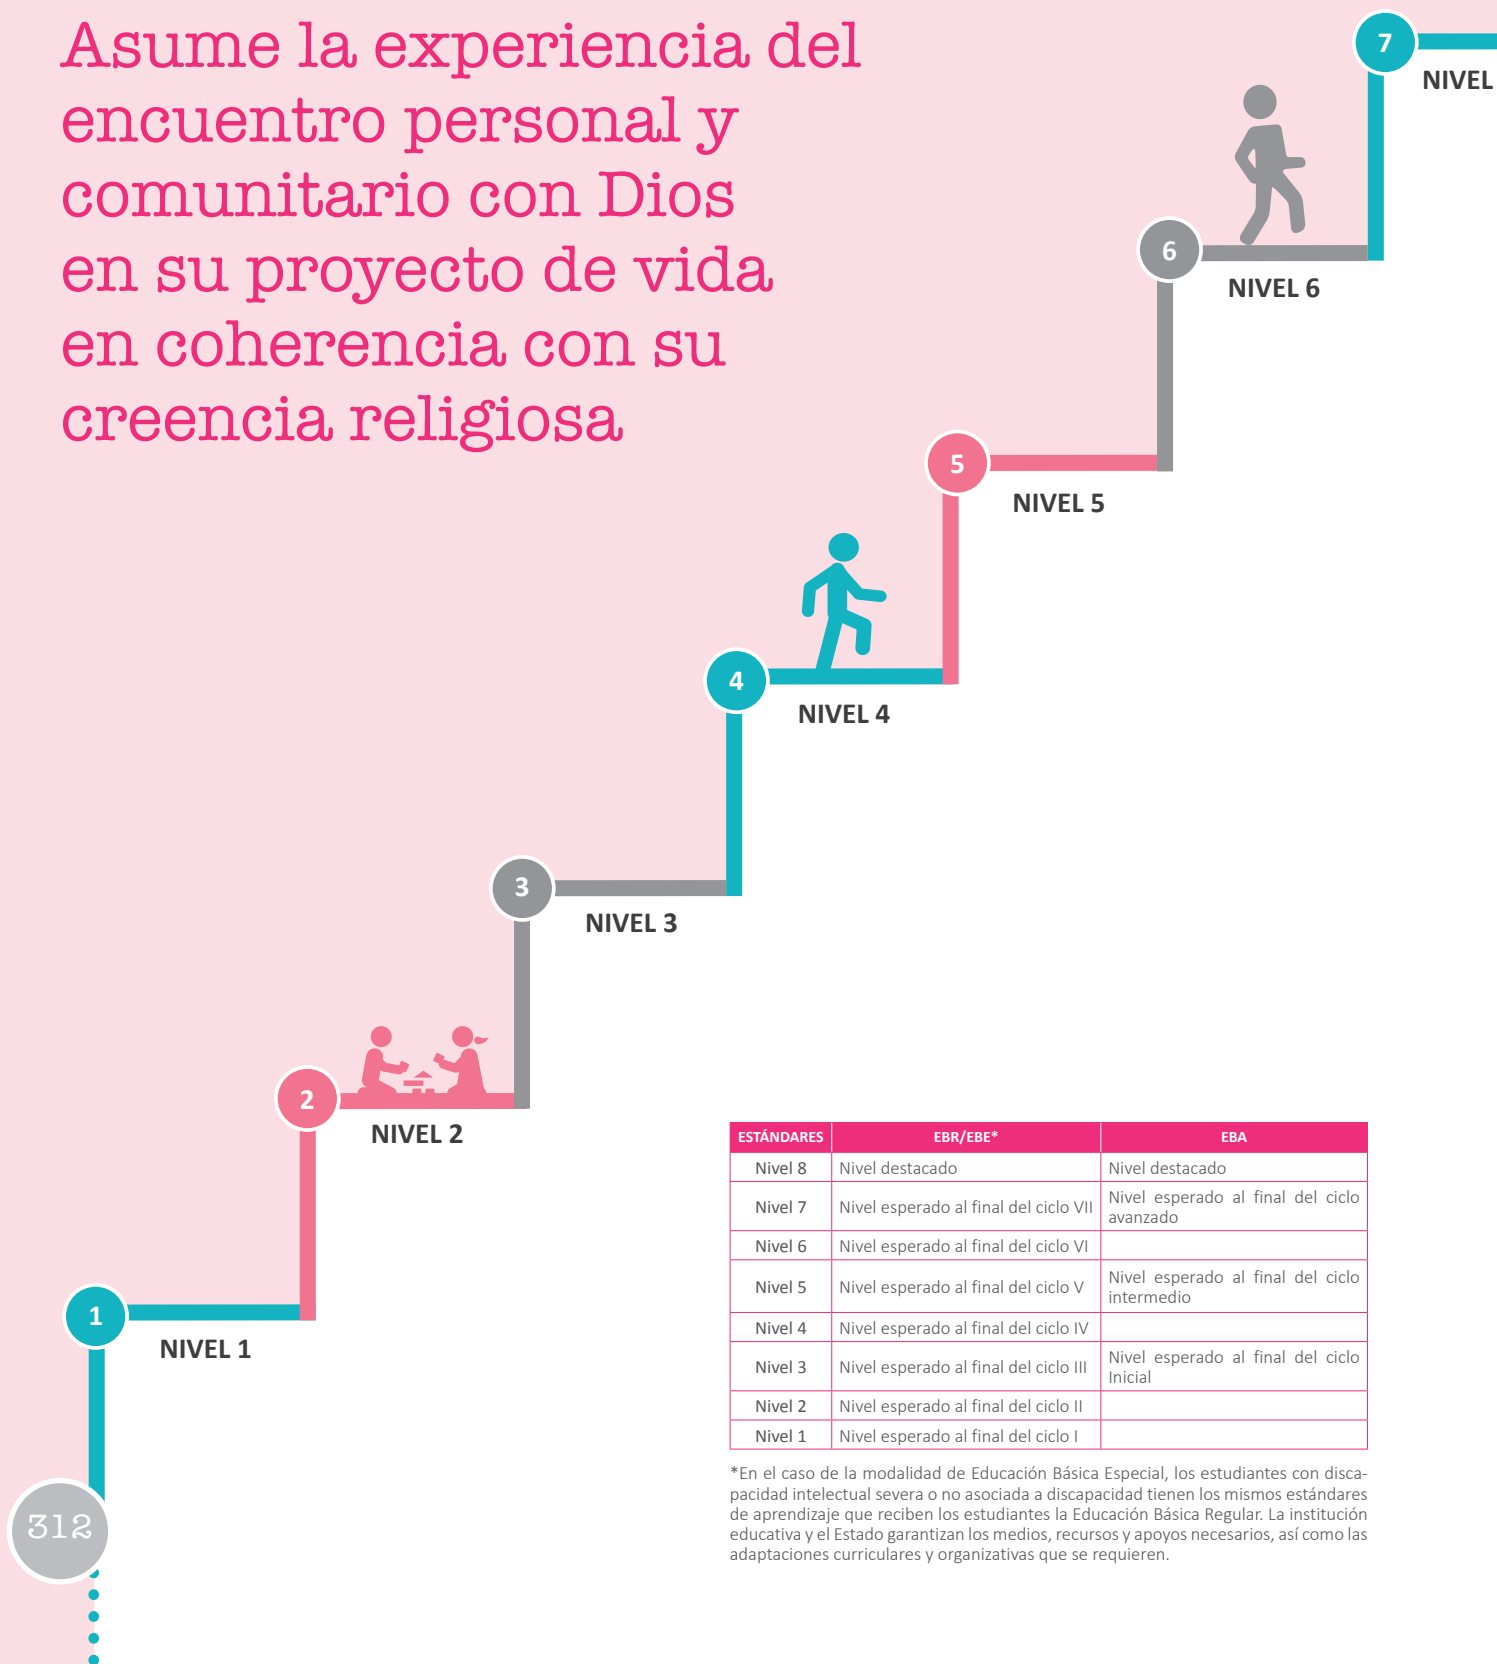 Asume la experiencia del
encuentro personal y
comunitario con Dios
en su proyecto de vida
en coherencia con su
creencia religiosa
7
NIVEL
6
NIVEL 6
5
NIVEL 5
4
NIVEL 4
3
NIVEL 3
2
NIVEL 2
1
NIVEL 1
ESTÁNDARES EBR/EBE* EBA
Nivel 8 Nivel destacado Nivel destacado
Nivel 7 Nivel esperado al final del ciclo VII Nivel esperado al final del ciclo
avanzado
Nivel 6 Nivel esperado al final del ciclo VI
Nivel 5 Nivel esperado al final del ciclo V Nivel esperado al final del ciclo
intermedio
Nivel 4 Nivel esperado al final del ciclo IV
Nivel 3 Nivel esperado al final del ciclo III Nivel esperado al final del ciclo
Inicial
Nivel 2 Nivel esperado al final del ciclo II
Nivel 1 Nivel esperado al final del ciclo I
*En el caso de la modalidad de Educación Básica Especial, los estudiantes con disca-
pacidad intelectual severa o no asociada a discapacidad tienen los mismos estándares
de aprendizaje que reciben los estudiantes la Educación Básica Regular. La institución
educativa y el Estado garantizan los medios, recursos y apoyos necesarios, así como las
adaptaciones curriculares y organizativas que se requieren.
312